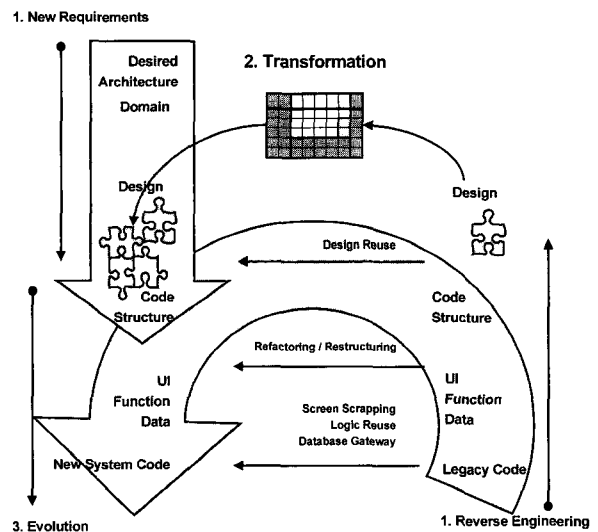 1. New Requirements
Desired
Architecture
Domain
2. Transformation
Design
Design
Design Reuse
Code
Structure
Code
Structure
Refactoring / Restructuring
UI
Function
Data
UI
Function
Data
Screen Scrapping
Logic Reuse
Database Gateway
New System Code
Legacy Code
3. Evolution
1. Reverse Engineering